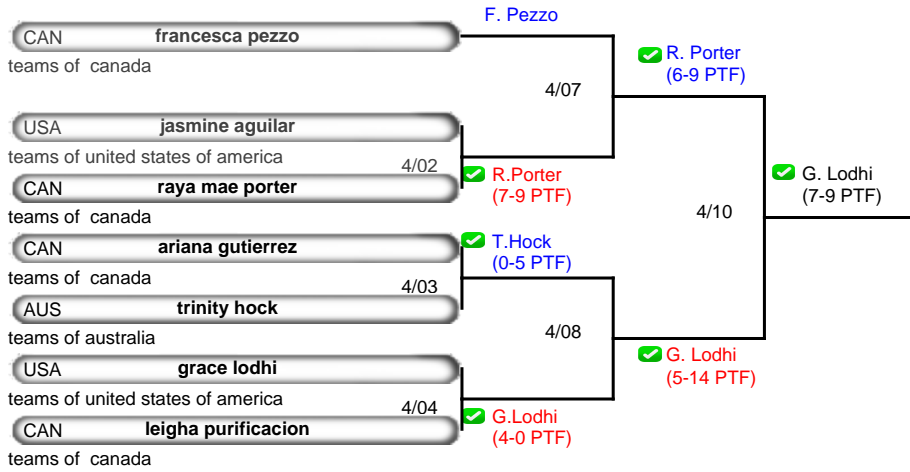 F. Pezzo
CAN francesca pezzo
teams of  canada
R. Porter
(6-9 PTF)
4/07
USA jasmine aguilar
teams of united states of america
4/02
CAN raya mae porter
teams of  canada
R.Porter
(7-9 PTF)
G. Lodhi
(7-9 PTF)
4/10
CAN ariana gutierrez
teams of  canada
T.Hock
(0-5 PTF)
4/03
AUS trinity hock
teams of australia
4/08
USA grace lodhi
teams of united states of america
G. Lodhi
(5-14 PTF)
4/04
CAN leigha purificacion
teams of  canada
G.Lodhi
(4-0 PTF)